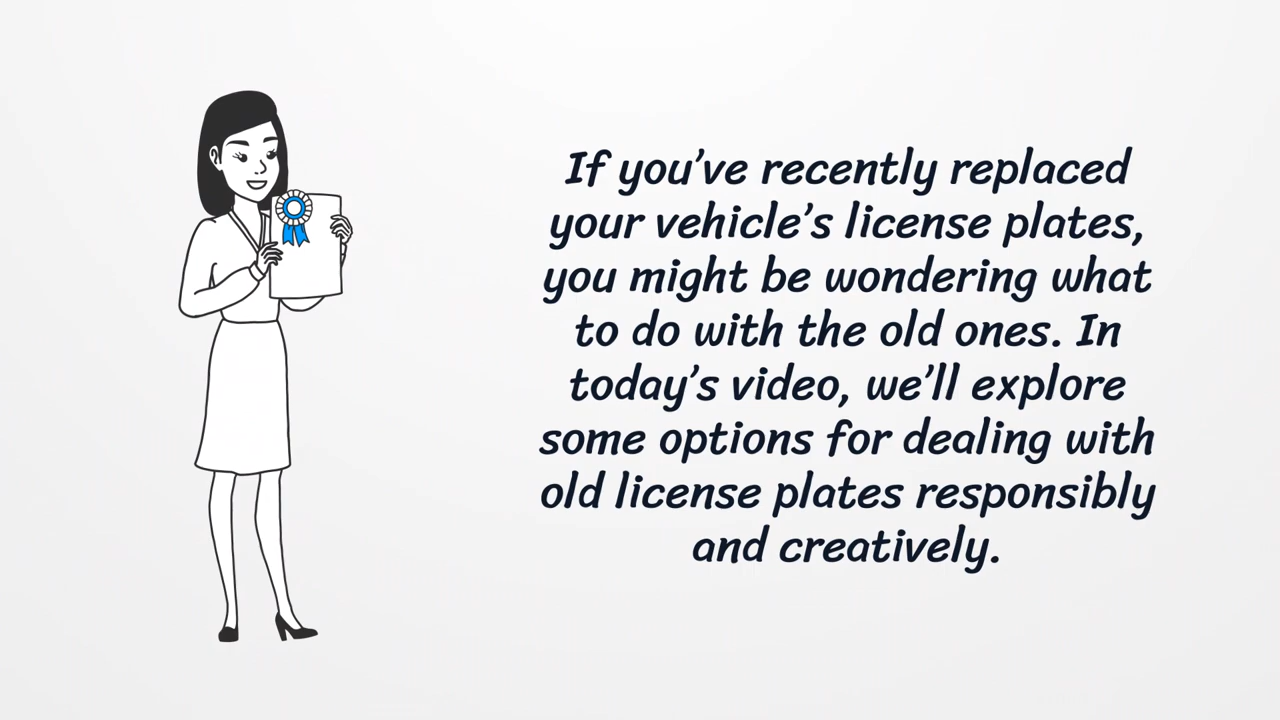 If you’ve recently replaced
your vehicle’s license plates,
you might be wondering what
to do with the old ones. In
today’s video, we’ll explore
some options for dealing with
old license plates responsibly
and creatively.